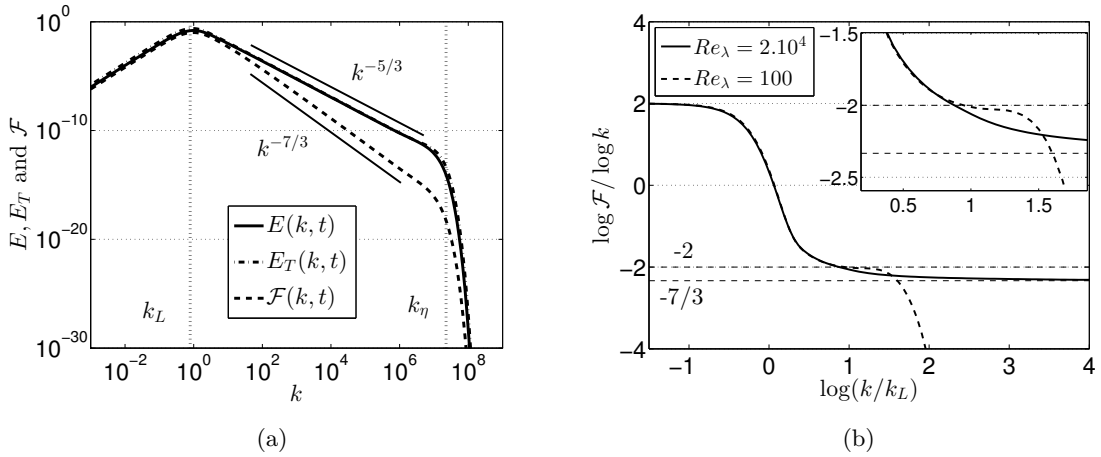 10^0
10^{-10}
10^{-20}
10^{-30}
E, E_T and \mathcal{F}
k^{-5/3}
k^{-7/3}
E(k, t)
E_T(k, t)
\mathcal{F}(k, t)
k_L
k_η
10^{-2} 10^0 10^2 10^4 10^6 10^8
k
(a)
4
2
0
-2
-4
log \mathcal{F} / log k
Re_λ = 2.10^4
Re_λ = 100
-2
-7/3
-1.5
-2
-2.5
0.5 1 1.5
-1 0 1 2 3 4
log(k/k_L)
(b)